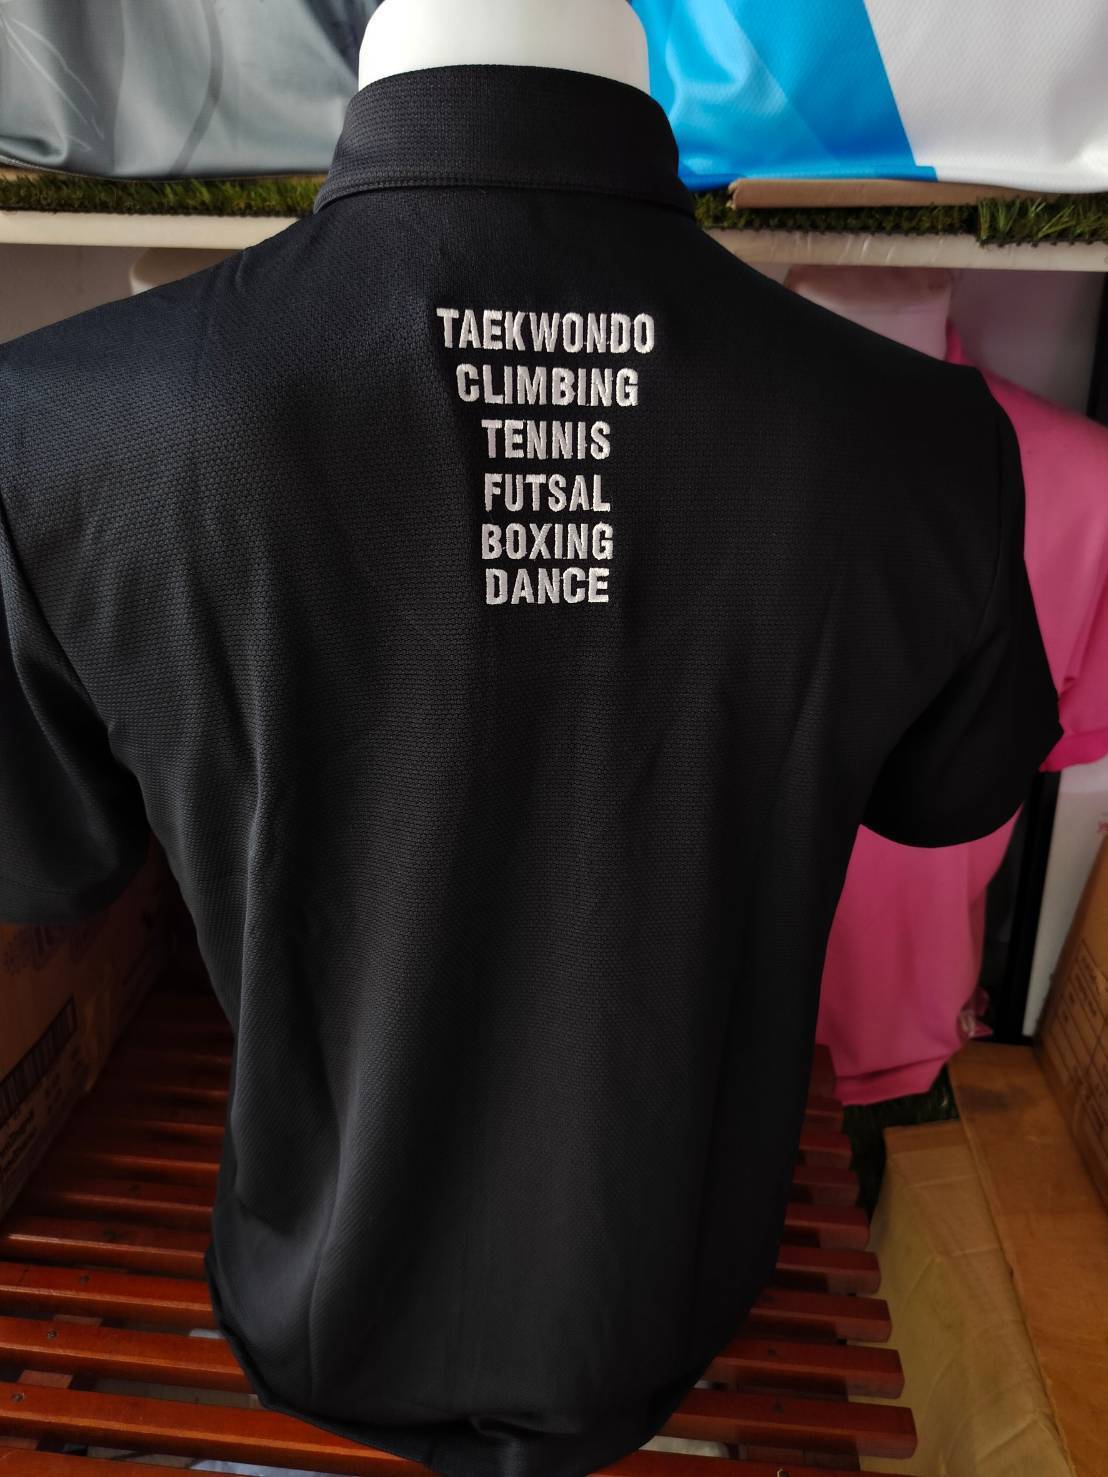 TAEKWONDO
CLIMBING
TENNIS
FUTSAL
BOXING
DANCE